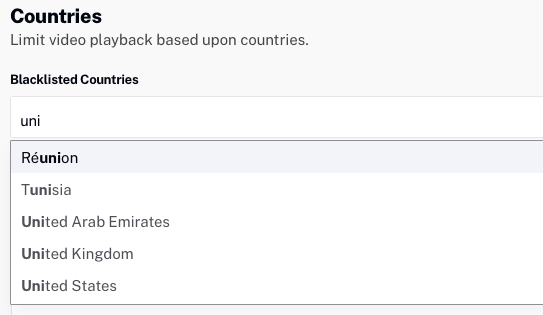 Countries
Limit video playback based upon countries.
Blacklisted Countries
uni
Réunion
Tunisia
United Arab Emirates
United Kingdom
United States